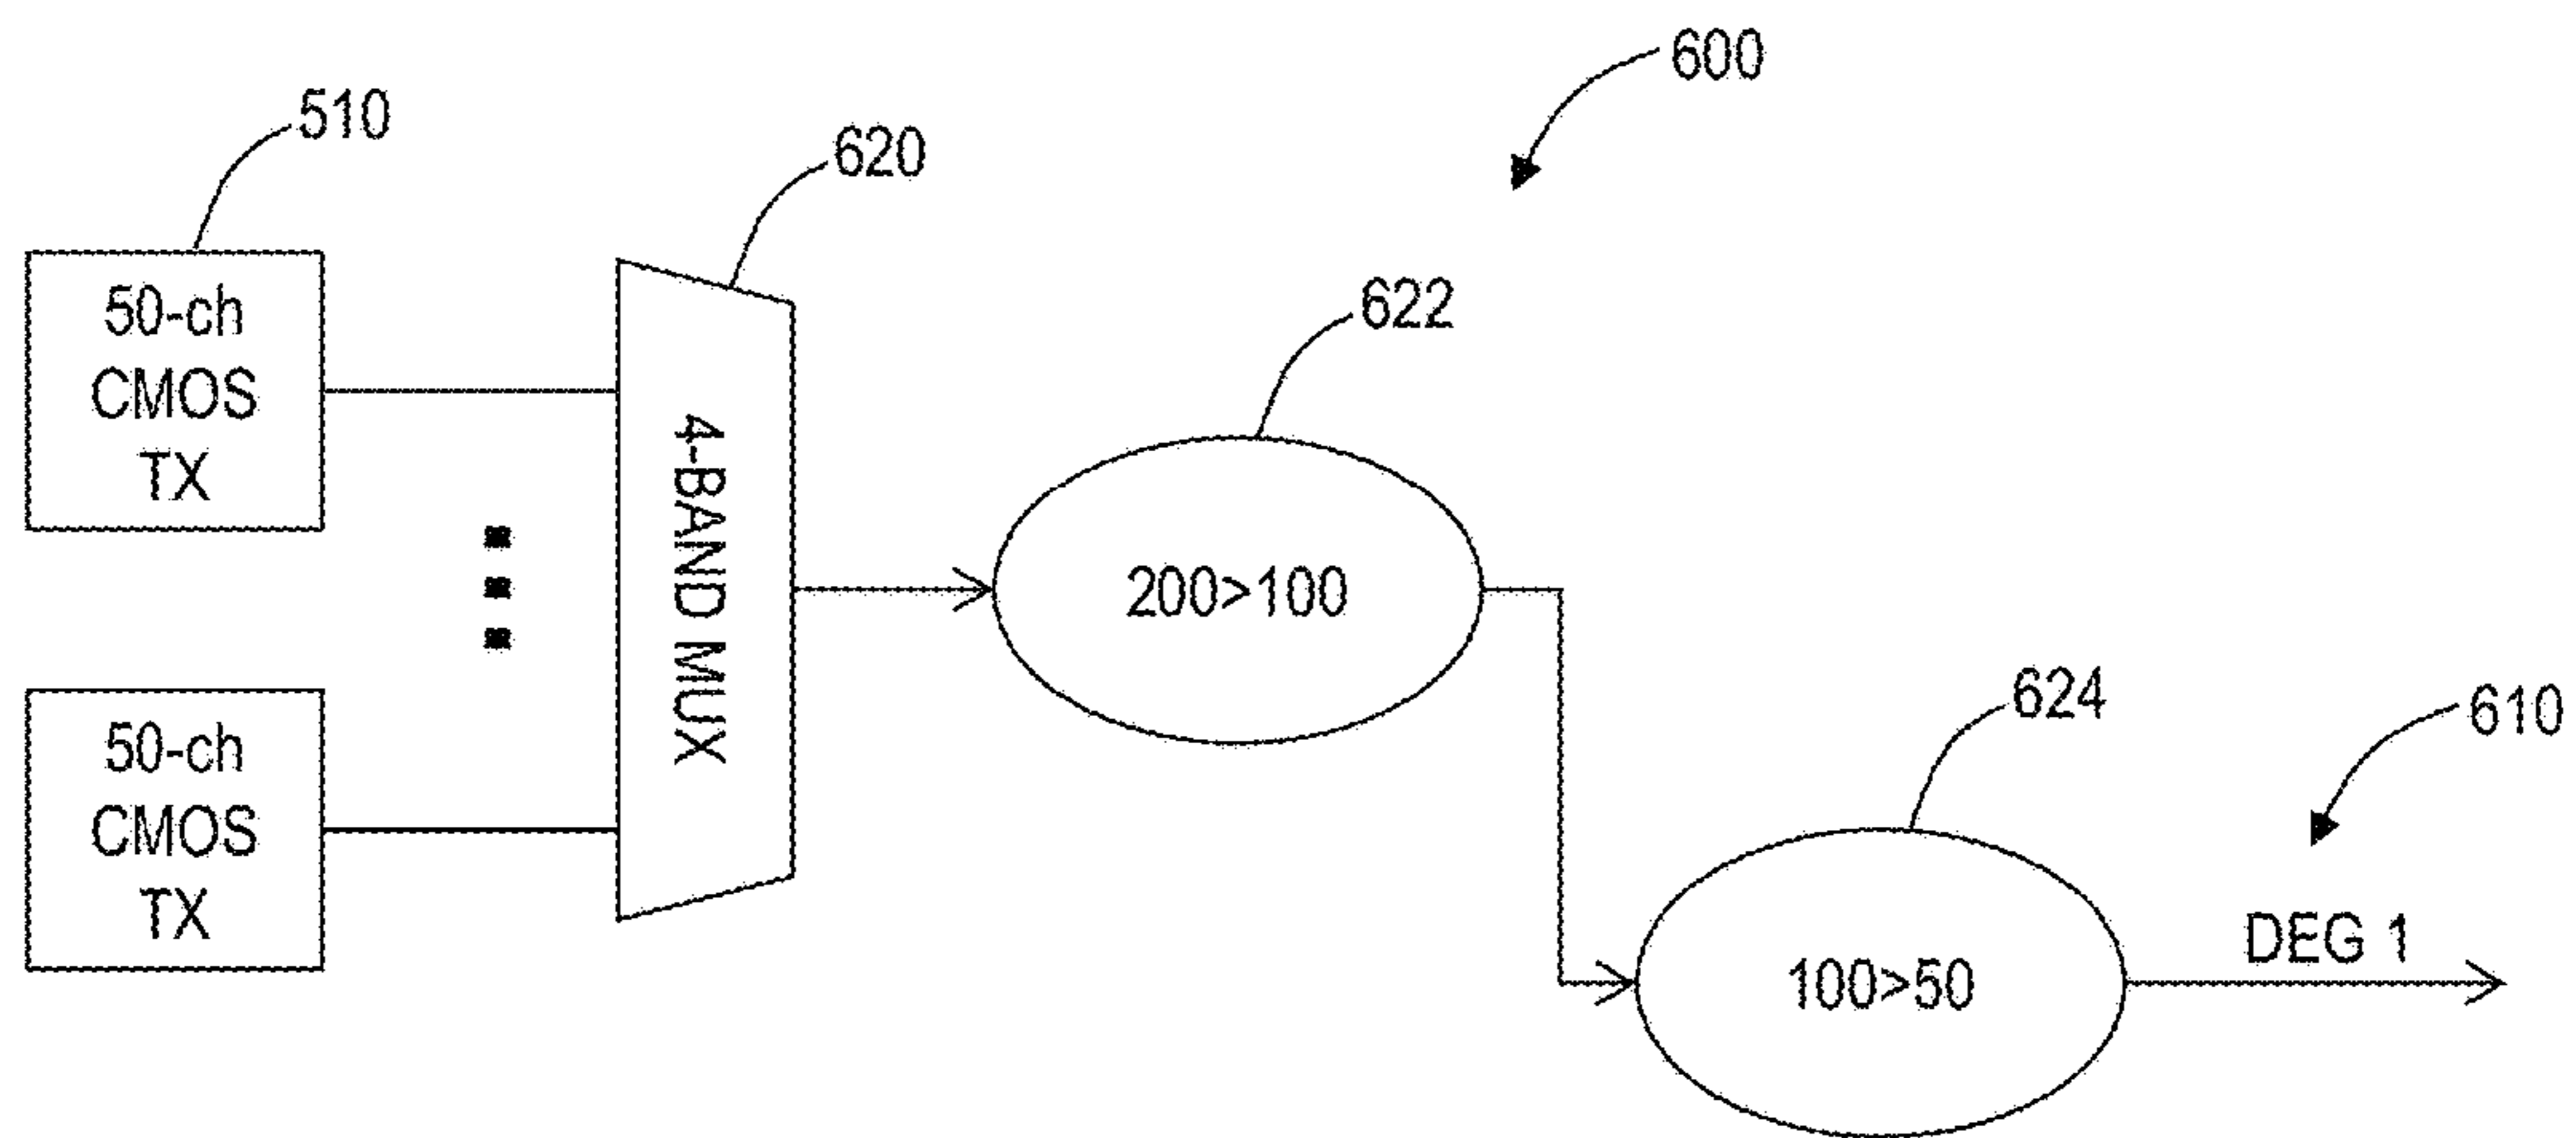 600
510
620
50-ch
CMOS
TX
622
4-BAND MUX
200>100
50-ch
CMOS
TX
624
610
DEG 1
100>50